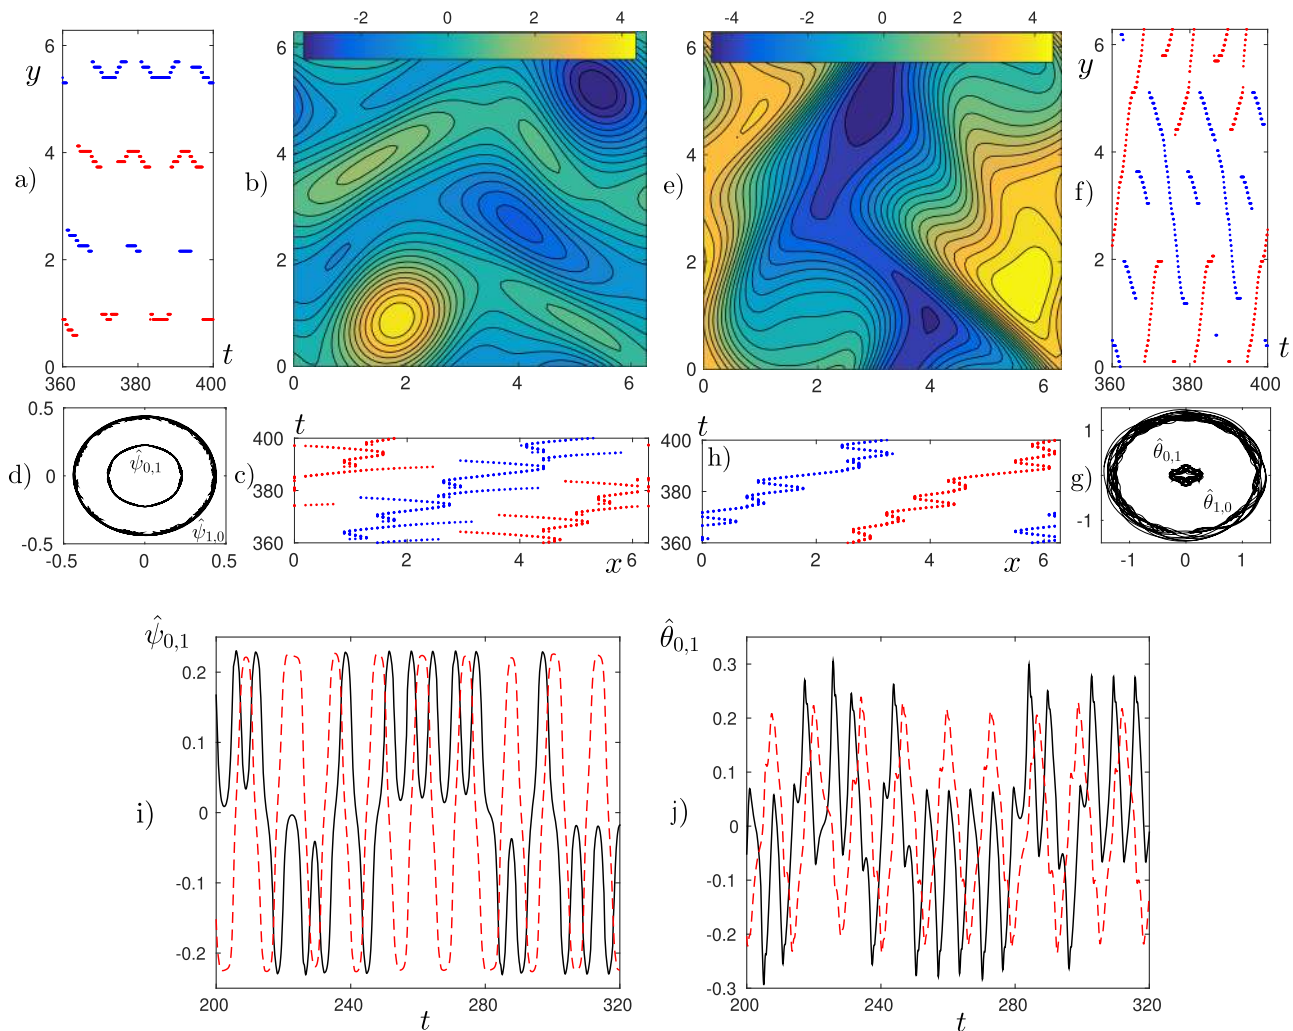 -2 0 2 4
-4 -2 0 2 4
y 6 4 2 0
a)
360 400 t
b)
6 4 2 0
0 2 4 6
e)
6 4 2 0
0 2 4 6
f)
y 6 4 2 0
360 380 400 t
d)
0.5 0 -0.5
-0.5 0 0.5
ψ̂0,1
ψ̂1,0
c)
t
400 380 360
0 2 4 x 6
h)
t
400 380 360
0 2 4 x 6
g)
1 0 -1
-1 0 1
θ̂0,1
θ̂1,0
ψ̂0,1
i)
0.2 0.1 0 -0.1 -0.2
200 240 280 320
t
θ̂0,1
j)
0.3 0.2 0.1 0 -0.1 -0.2 -0.3
200 240 280 320
t